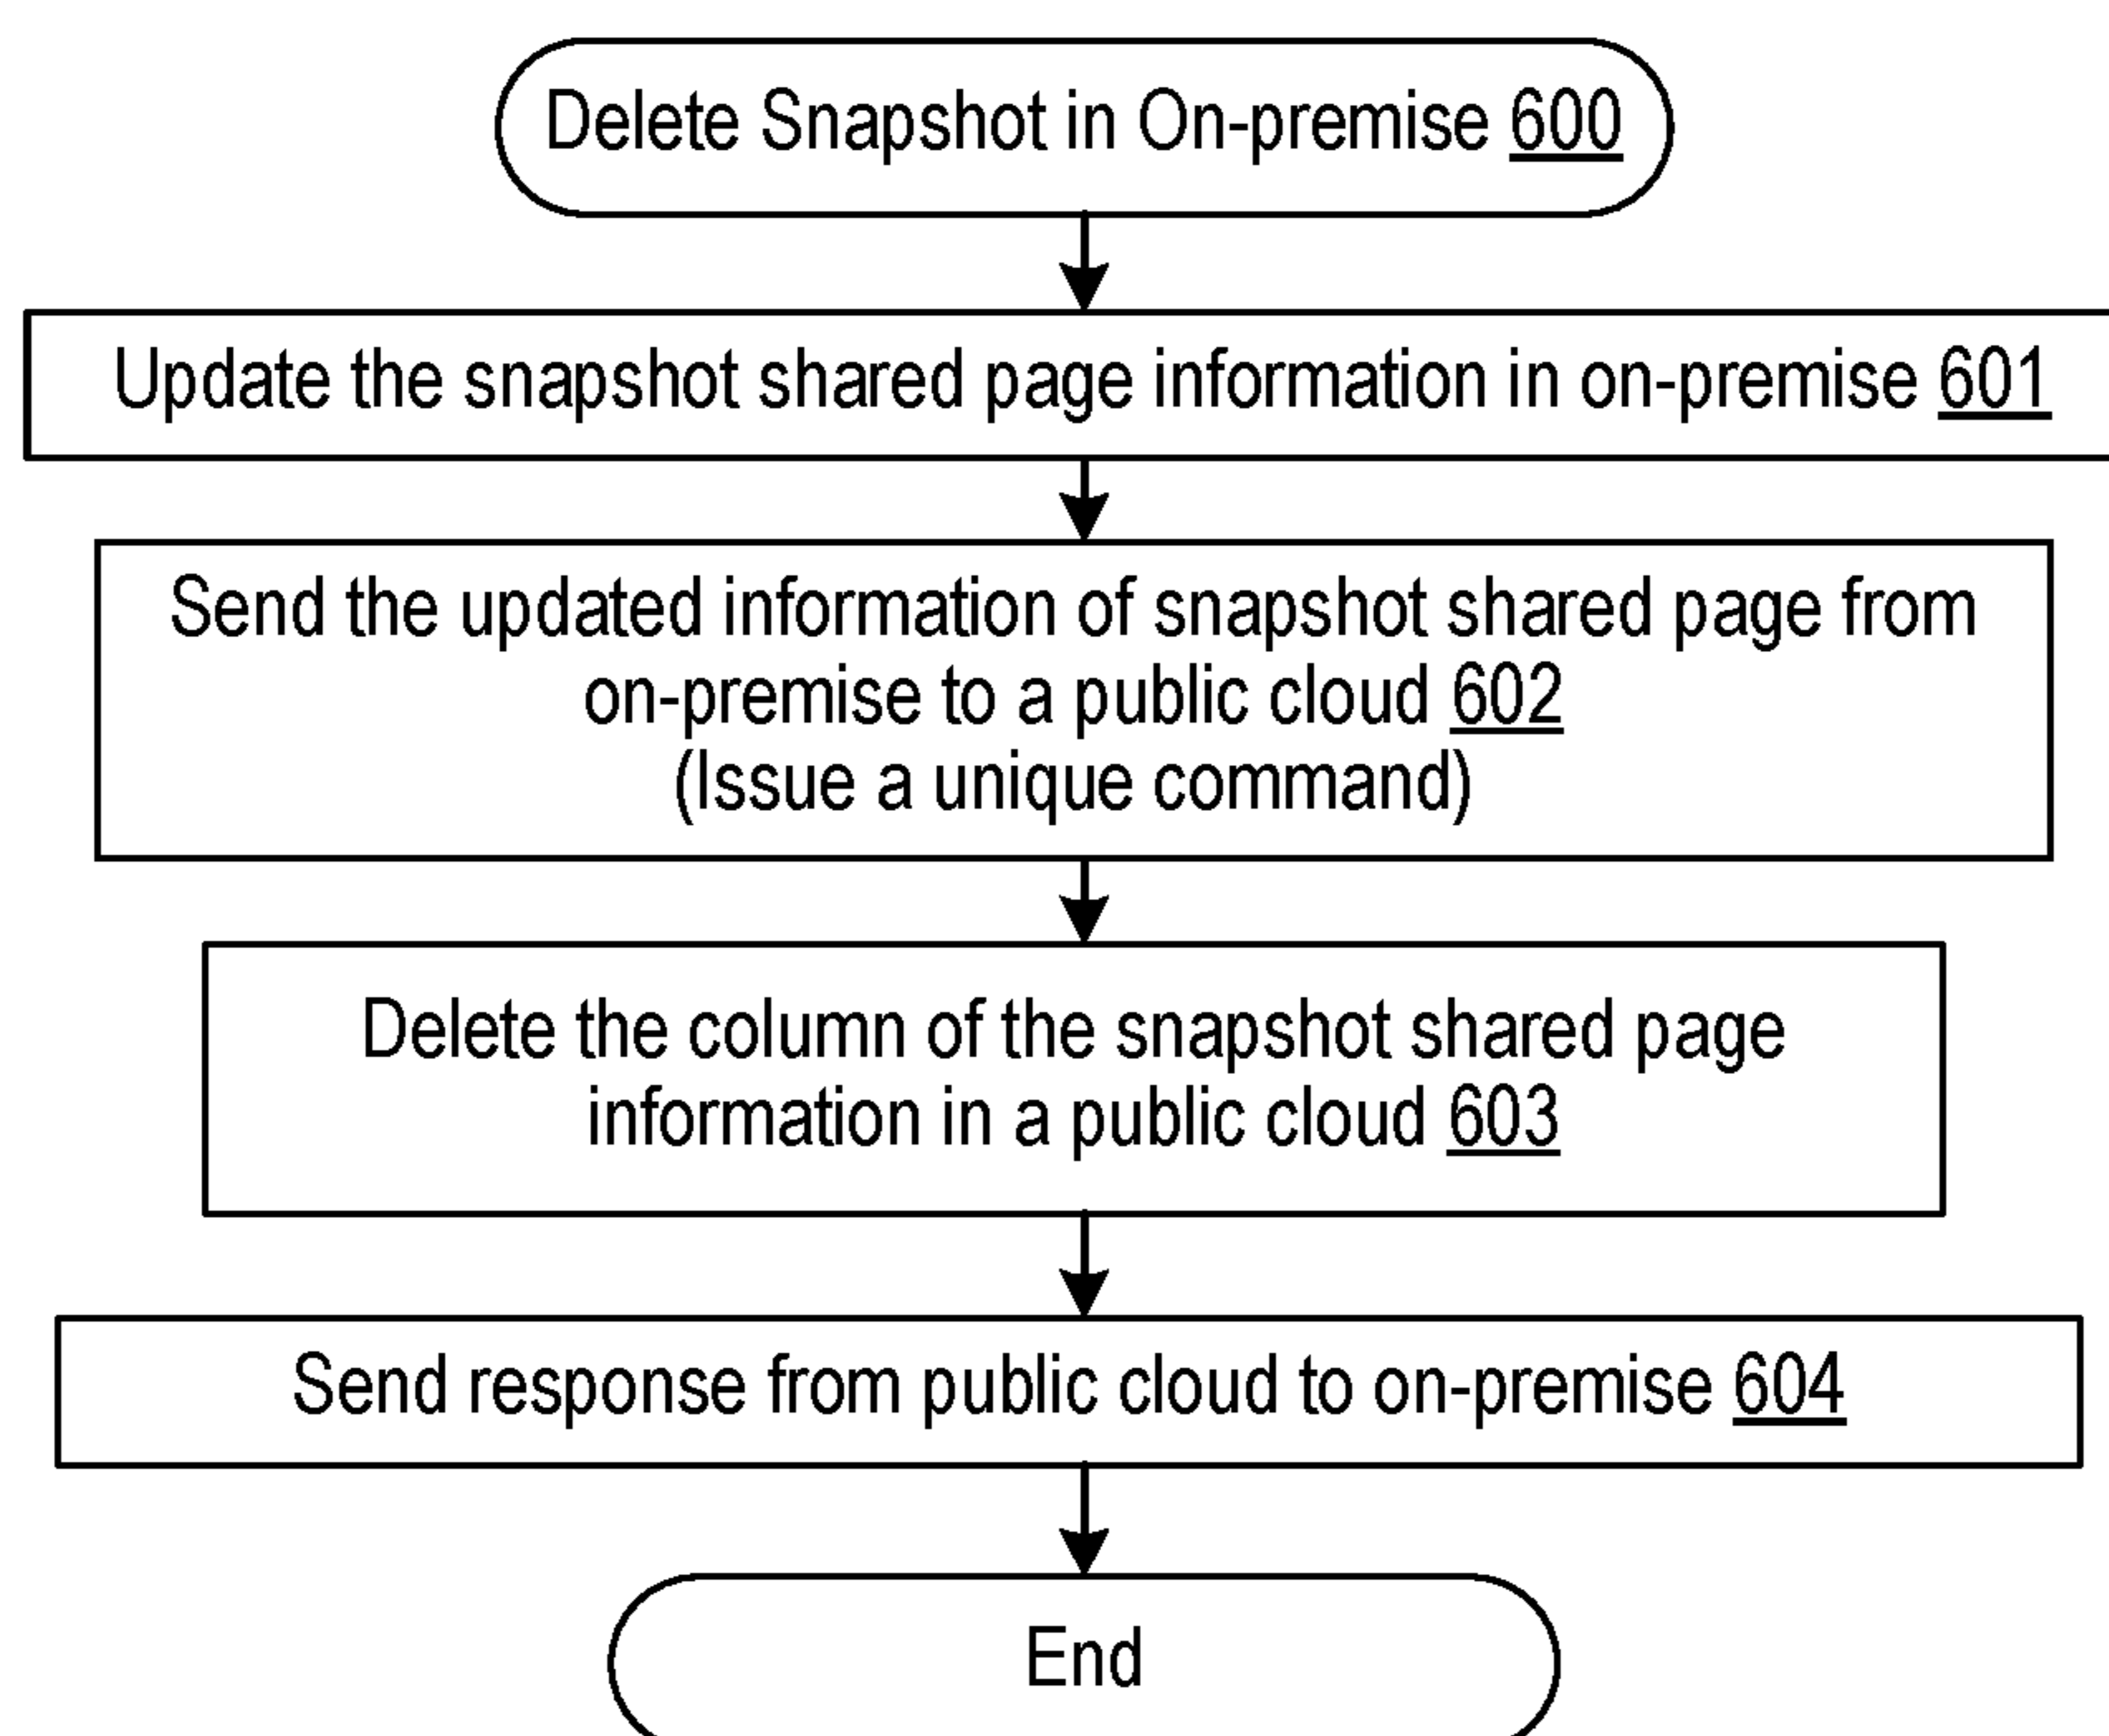 Delete Snapshot in On-premise 600
Update the snapshot shared page information in on-premise 601
Send the updated information of snapshot shared page from
on-premise to a public cloud 602
(Issue a unique command)
Delete the column of the snapshot shared page
information in a public cloud 603
Send response from public cloud to on-premise 604
End